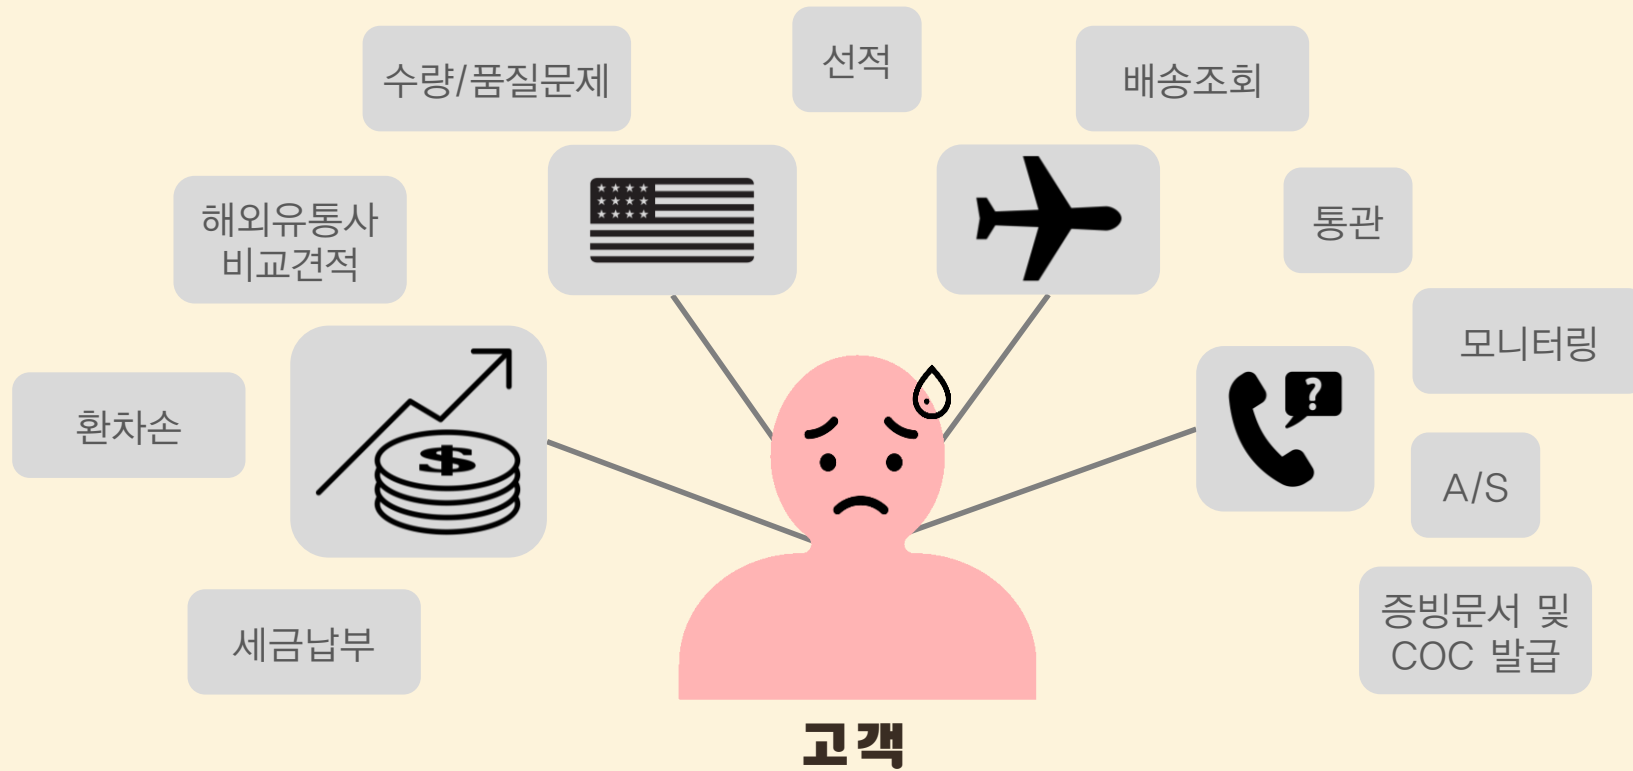 선적
수량/품질문제
배송조회
해외유통사
비교견적
통관
모니터링
환차손
$
?
A/S
증빙문서 및
COC 발급
세금납부
고객